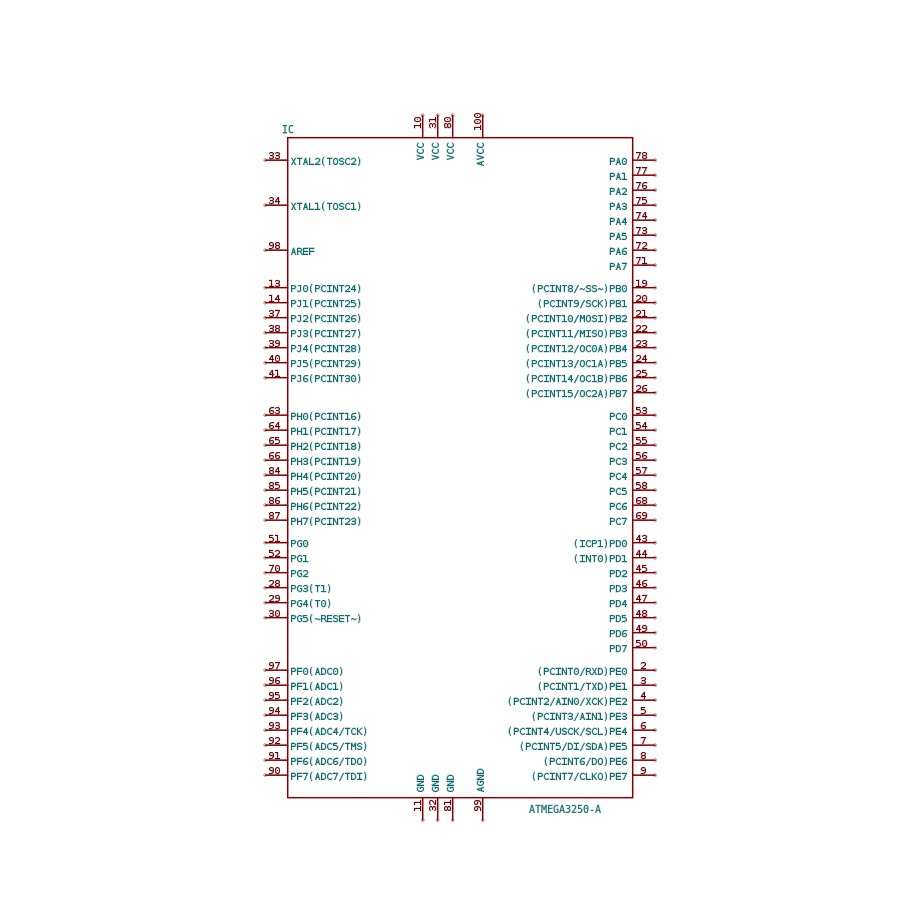 10 31 80 100
IC
VCC VCC VCC AVCC
33 XTAL2(TOSC2) PA0 78
PA1 77
PA2 76
34 XTAL1(TOSC1) PA3 75
PA4 74
PA5 73
98 AREF PA6 72
PA7 71
13 PJ0(PCINT24) (PCINT8/~SS~)PB0 19
14 PJ1(PCINT25) (PCINT9/SCK)PB1 20
37 PJ2(PCINT26) (PCINT10/MOSI)PB2 21
38 PJ3(PCINT27) (PCINT11/MISO)PB3 22
39 PJ4(PCINT28) (PCINT12/OC0A)PB4 23
40 PJ5(PCINT29) (PCINT13/OC1A)PB5 24
41 PJ6(PCINT30) (PCINT14/OC1B)PB6 25
(PCINT15/OC2A)PB7 26
63 PH0(PCINT16) PC0 53
64 PH1(PCINT17) PC1 54
65 PH2(PCINT18) PC2 55
66 PH3(PCINT19) PC3 56
84 PH4(PCINT20) PC4 57
85 PH5(PCINT21) PC5 58
86 PH6(PCINT22) PC6 68
87 PH7(PCINT23) PC7 69
51 PG0 (ICP1)PD0 43
52 PG1 (INT0)PD1 44
70 PG2 PD2 45
28 PG3(T1) PD3 46
29 PG4(T0) PD4 47
30 PG5(~RESET~) PD5 48
PD6 49
PD7 50
97 PF0(ADC0) (PCINT0/RXD)PE0 2
96 PF1(ADC1) (PCINT1/TXD)PE1 3
95 PF2(ADC2) (PCINT2/AIN0/XCK)PE2 4
94 PF3(ADC3) (PCINT3/AIN1)PE3 5
93 PF4(ADC4/TCK) (PCINT4/USCK/SCL)PE4 6
92 PF5(ADC5/TMS) (PCINT5/DI/SDA)PE5 7
91 PF6(ADC6/TDO) (PCINT6/DO)PE6 8
90 PF7(ADC7/TDI) (PCINT7/CLKO)PE7 9
GND GND GND AGND
11 32 81 99
ATMEGA3250-A